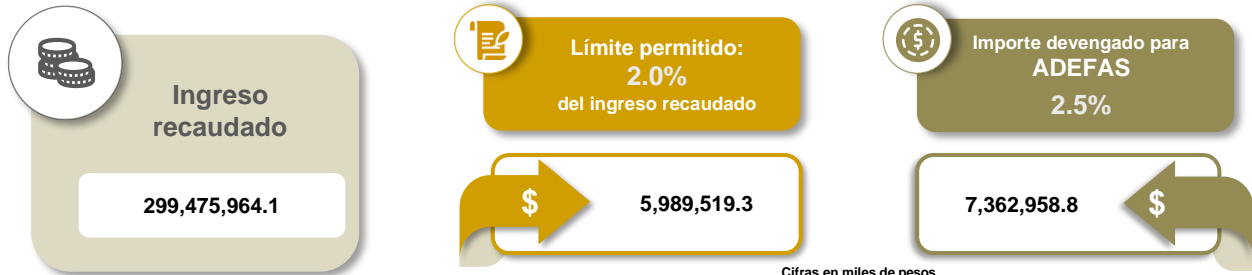 Ingreso
recaudado
299,475,964.1
Límite permitido:
2.0%
del ingreso recaudado
$
5,989,519.3
Importe devengado para
ADEFAS
2.5%
7,362,958.8
$
Cifras en miles de pesos